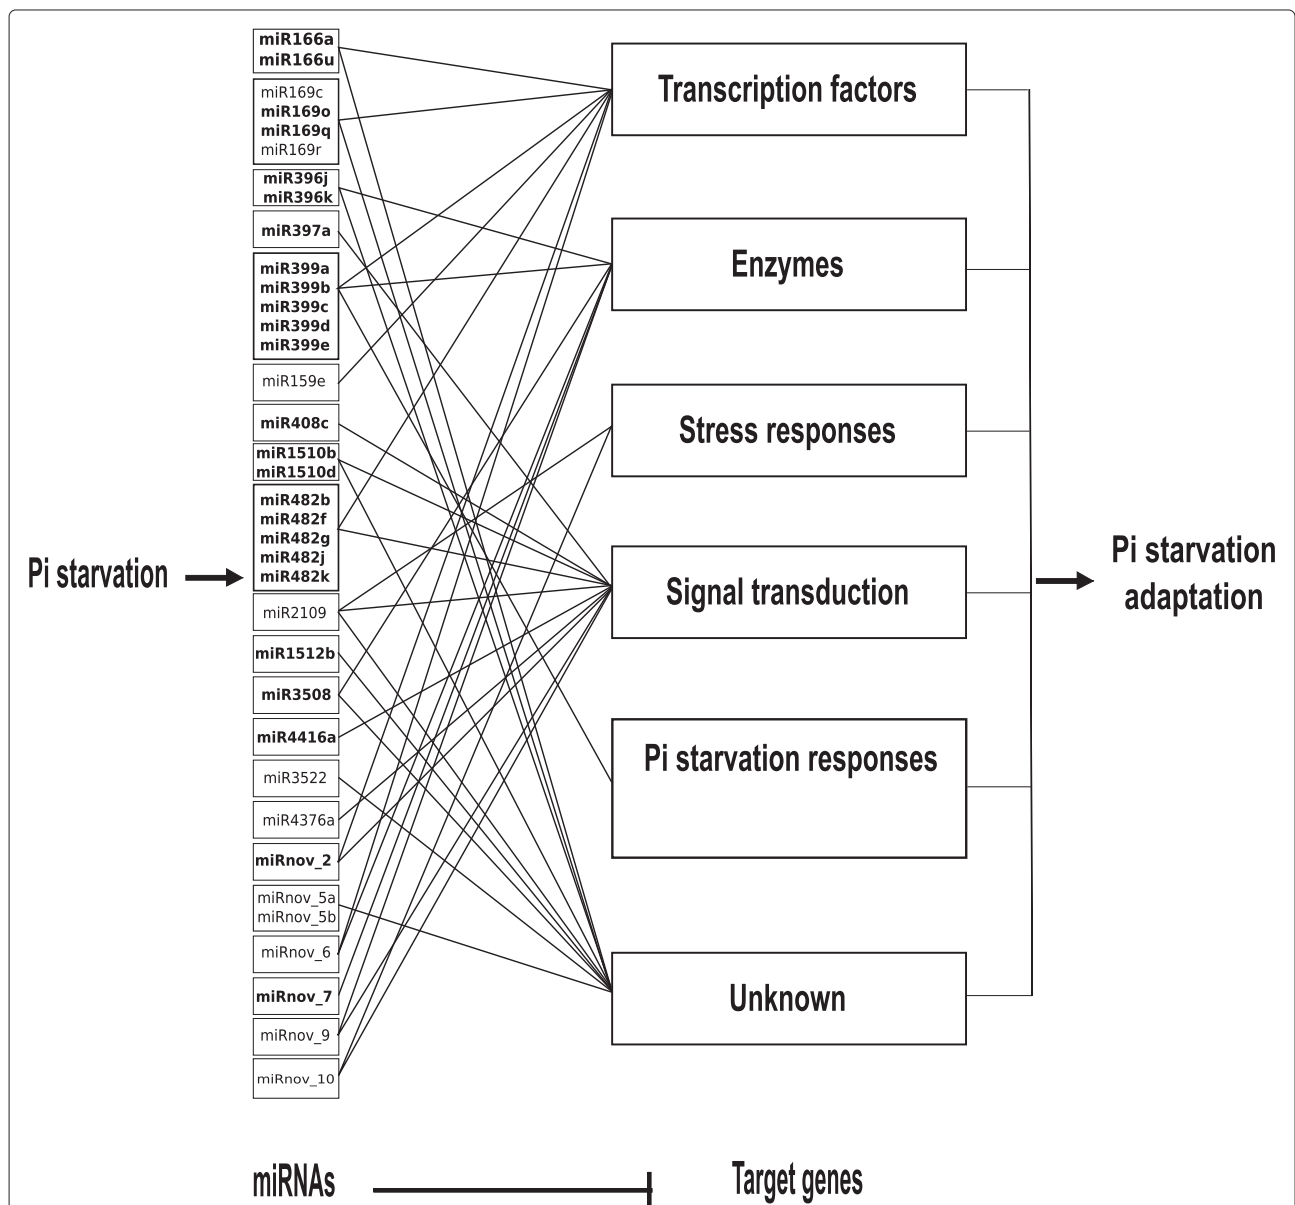 miR166a
miR166u
miR169c
miR169o
miR169q
miR169r
miR396j
miR396k
miR397a
miR399a
miR399b
miR399c
miR399d
miR399e
miR159e
miR408c
miR1510b
miR1510d
miR482b
miR482f
miR482g
miR482j
miR482k
miR2109
miR1512b
miR3508
miR4416a
miR3522
miR4376a
miRnov_2
miRnov_5a
miRnov_5b
miRnov_6
miRnov_7
miRnov_9
miRnov_10
Pi starvation
Transcription factors
Enzymes
Stress responses
Signal transduction
Pi starvation responses
Unknown
Pi starvation
adaptation
miRNAs
Target genes